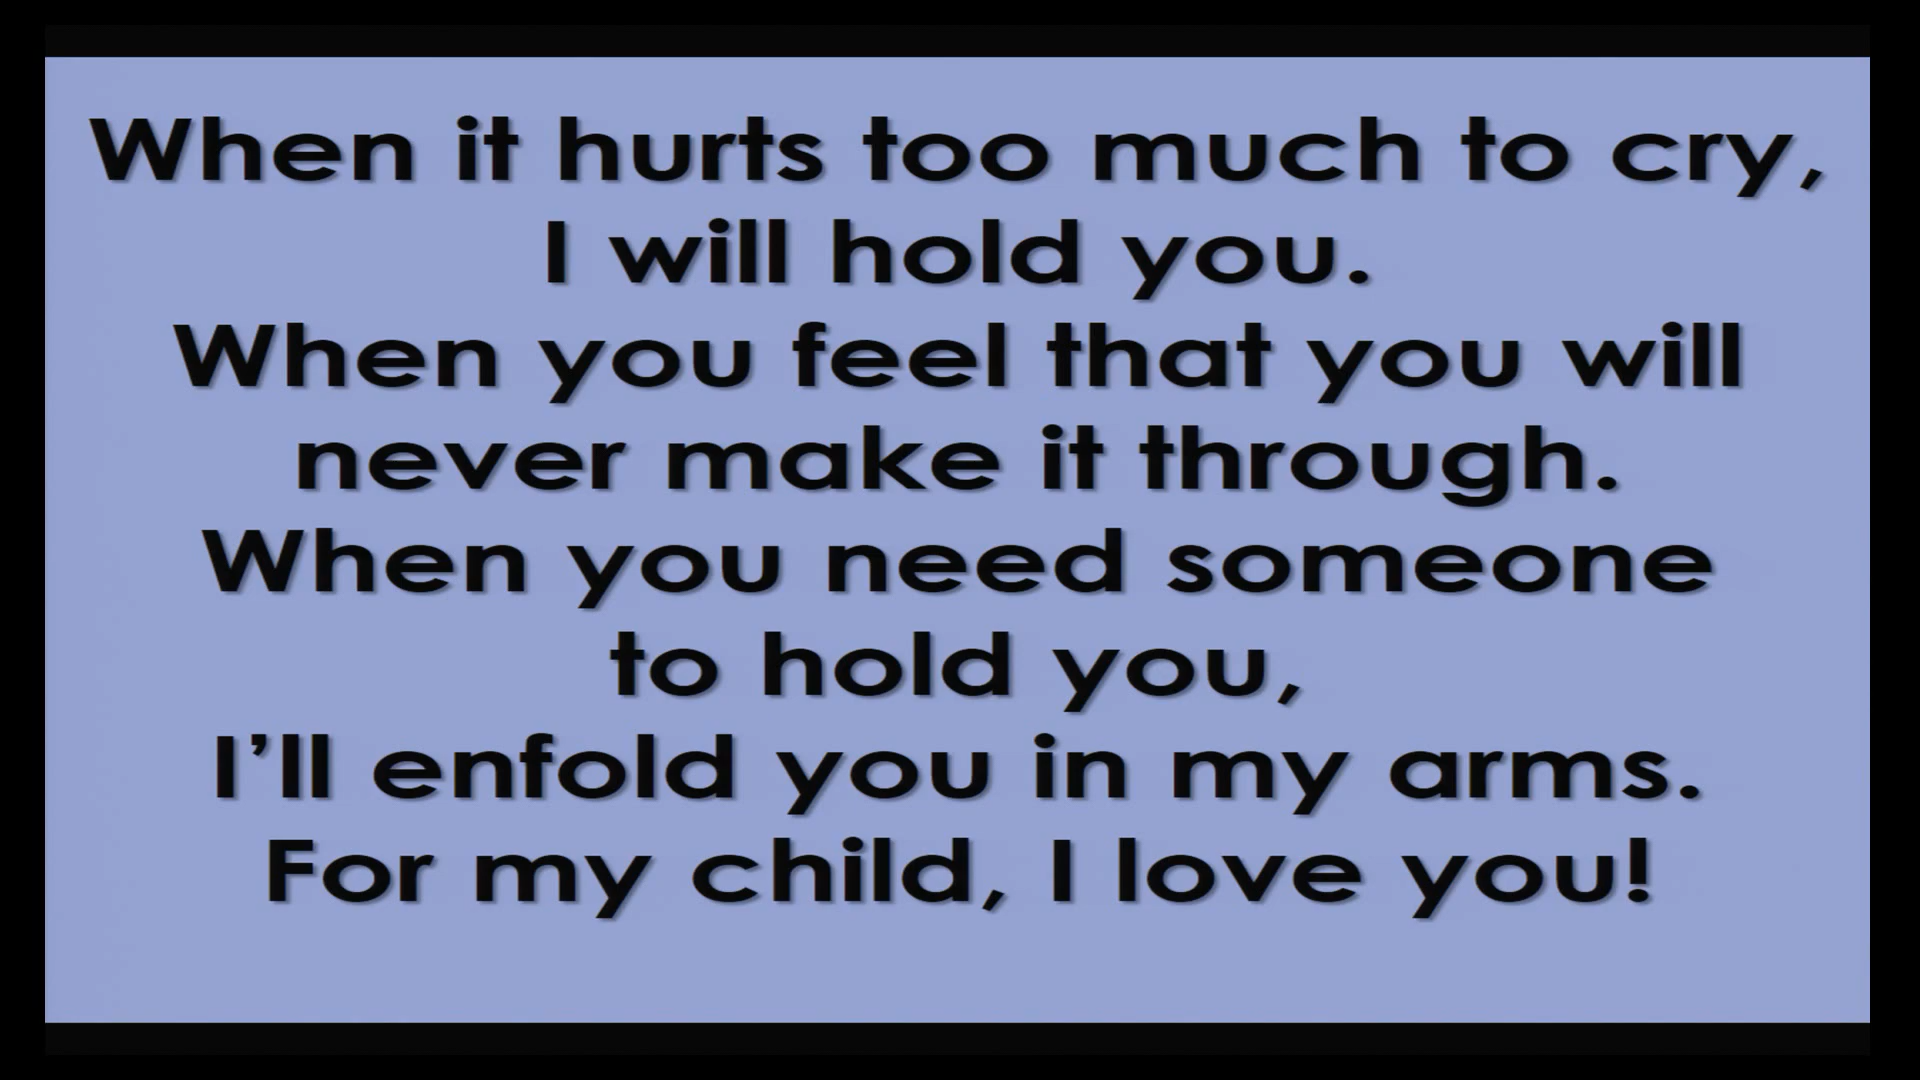 When it hurts too much to cry,
I will hold you.
When you feel that you will
never make it through.
When you need someone
to hold you,
I’ll enfold you in my arms.
For my child, I love you!